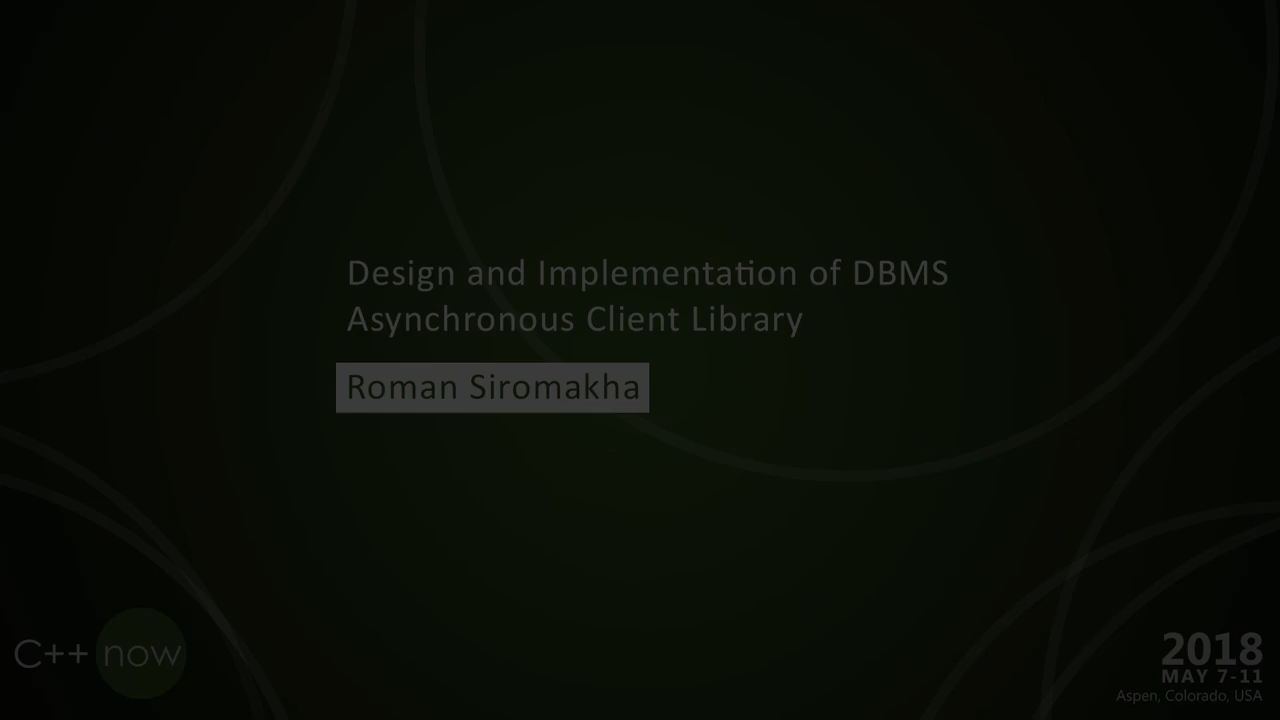 Design and Implementation of DBMS
Asynchronous Client Library
Roman Siromakha
C++ now
2018
MAY 7-11
Aspen, Colorado, USA